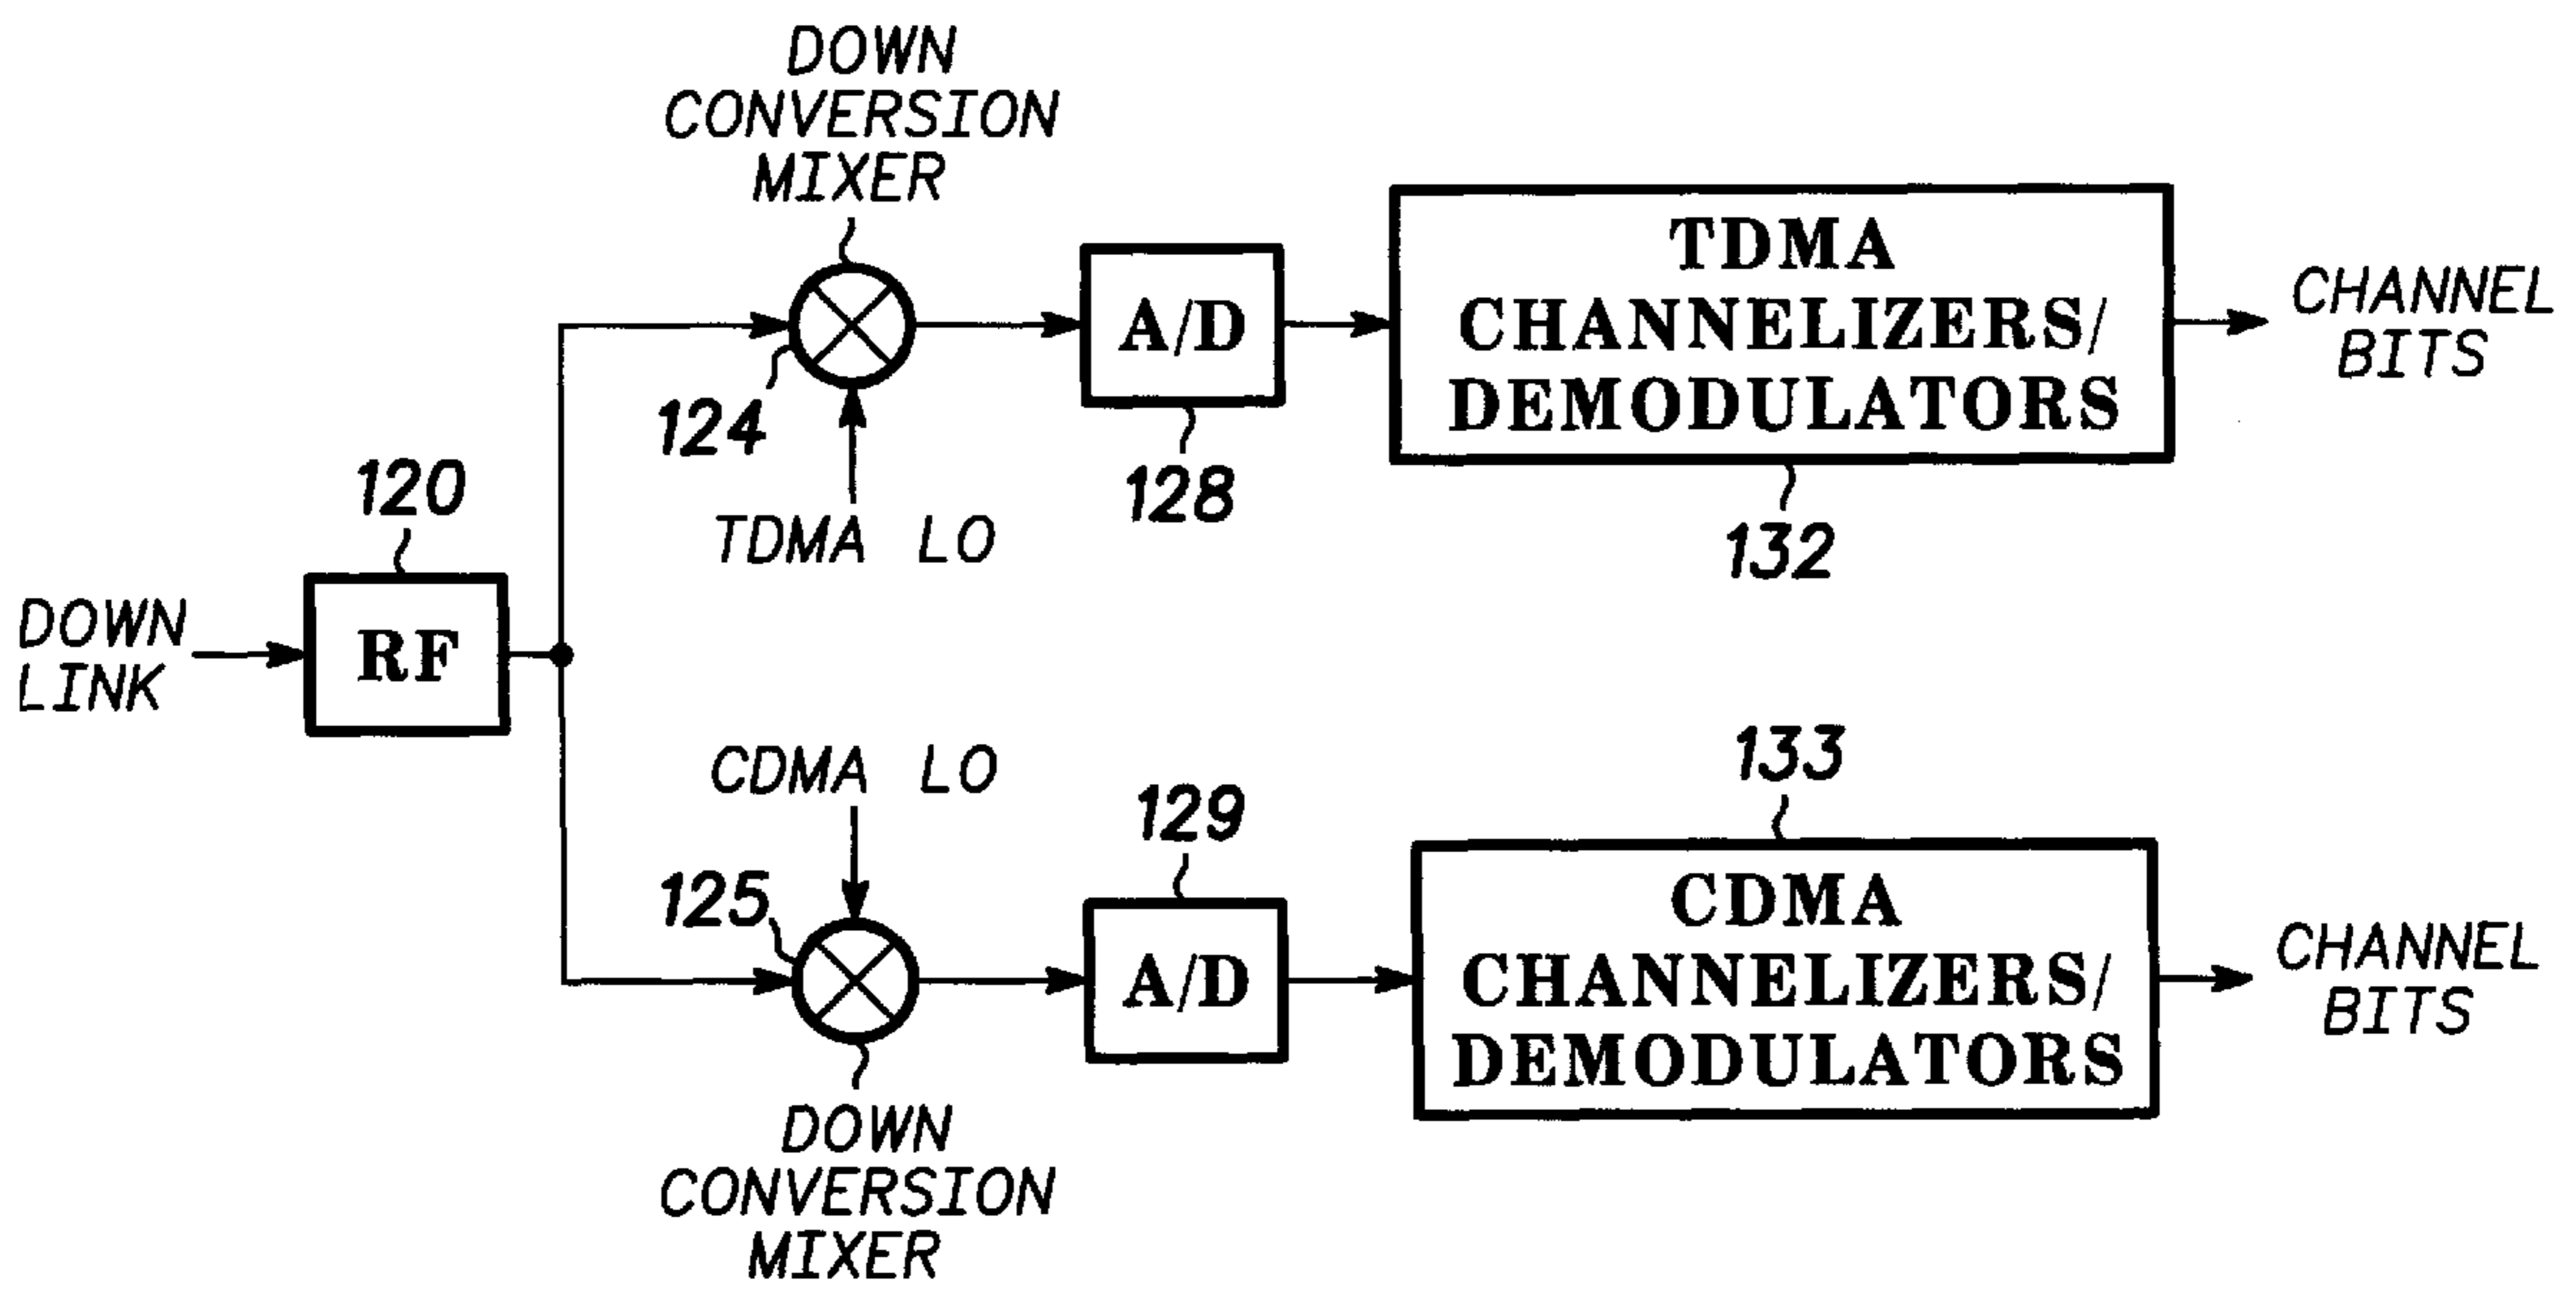 DOWN
CONVERSION
MIXER
124
TDMA LO
A/D
128
TDMA
CHANNELIZERS/
DEMODULATORS
132
CHANNEL
BITS
120
DOWN
LINK
RF
CDMA LO
125
129
A/D
133
CDMA
CHANNELIZERS/
DEMODULATORS
CHANNEL
BITS
DOWN
CONVERSION
MIXER